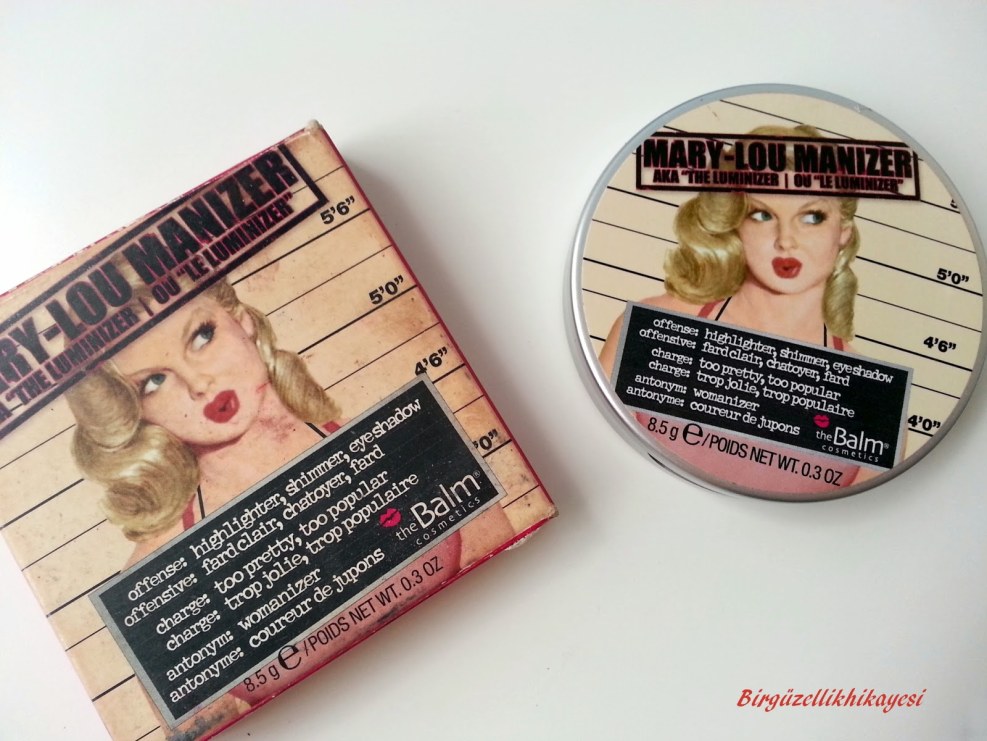 MARY-LOU MANIZER
"THE LUMINIZER | OU "LE LUMINIZER"
5'6"
5'0"
4'6"
offense: highlighter, shimmer, eyeshadow
offensive: fard clair, chatoyer, fard
charge: too pretty, too popular
charge: trop jolie, trop populaire
antonym: womanizer
antonyme: coureur de jupons
theBalm®
cosmetics
8.5 g e/POIDS NET WT. 0.3 OZ
MARY-LOU MANIZER
AKA "THE LUMINIZER | OU "LE LUMINIZER"
5'0"
4'6"
4'0"
offense: highlighter, shimmer, eyeshadow
offensive: fard clair, chatoyer, fard
charge: too pretty, too popular
charge: trop jolie, trop populaire
antonym: womanizer
antonyme: coureur de jupons
theBalm®
cosmetics
8.5 g e/POIDS NET WT. 0.3 OZ
Birgüzellikhikayesi